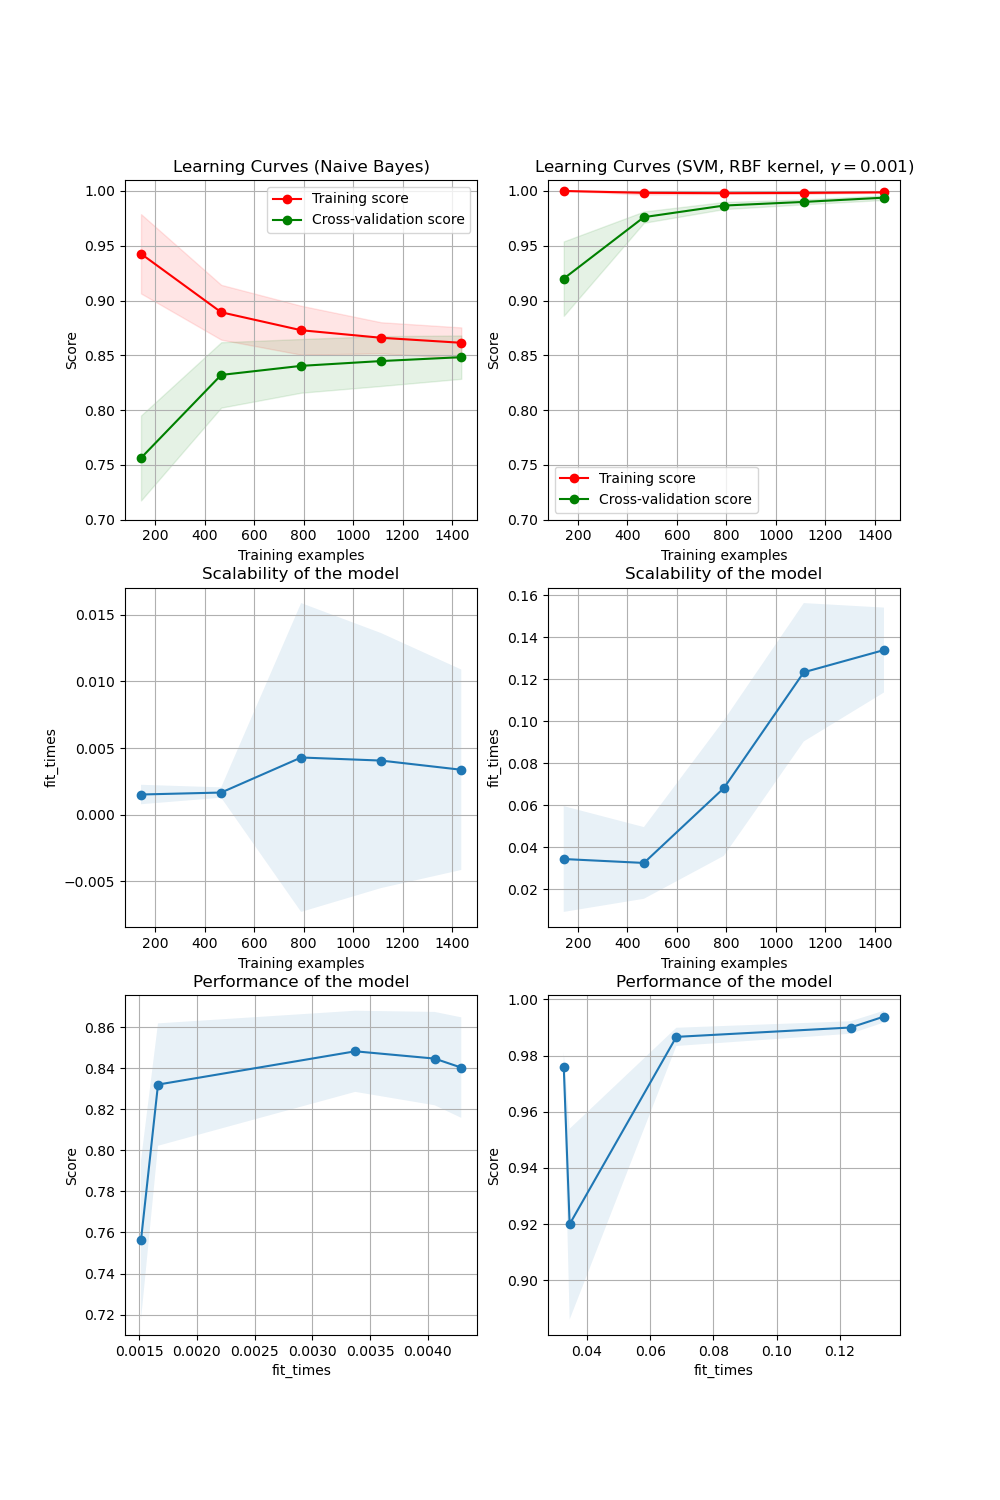 Learning Curves (Naive Bayes)
Score
1.00
0.95
0.90
0.85
0.80
0.75
0.70
Training score
Cross-validation score
200 400 600 800 1000 1200 1400
Training examples
Learning Curves (SVM, RBF kernel, γ = 0.001)
Score
1.00
0.95
0.90
0.85
0.80
0.75
0.70
Training score
Cross-validation score
200 400 600 800 1000 1200 1400
Training examples
Scalability of the model
fit_times
0.015
0.010
0.005
0.000
−0.005
200 400 600 800 1000 1200 1400
Training examples
Scalability of the model
fit_times
0.16
0.14
0.12
0.10
0.08
0.06
0.04
0.02
200 400 600 800 1000 1200 1400
Training examples
Performance of the model
Score
0.86
0.84
0.82
0.80
0.78
0.76
0.74
0.72
0.0015 0.0020 0.0025 0.0030 0.0035 0.0040
fit_times
Performance of the model
Score
1.00
0.98
0.96
0.94
0.92
0.90
0.04 0.06 0.08 0.10 0.12
fit_times